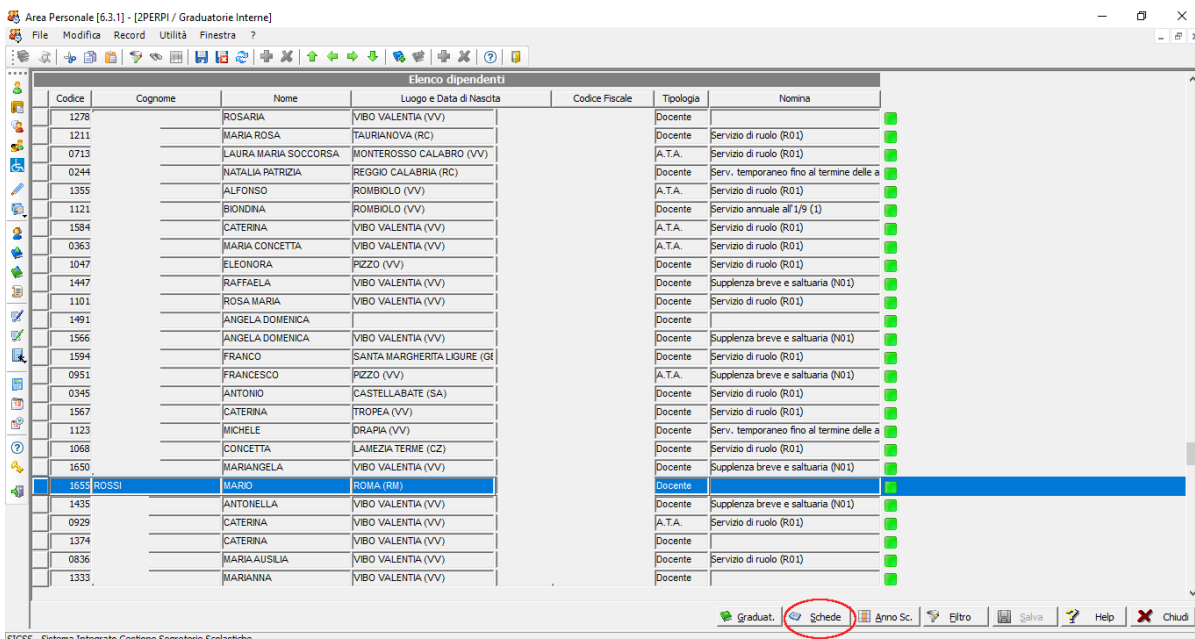 Area Personale [6.3.1] - [2PERPI / Graduatorie Interne]
File Modifica Record Utilità Finestra ?
Elenco dipendenti
Codice Cognome Nome Luogo e Data di Nascita Codice Fiscale Tipologia Nomina
1278 ROSARIA VIBO VALENTIA (VV) Docente
1211 MARIA ROSA TAURIANOVA (RC) Docente Servizio di ruolo (R01)
0713 LAURA MARIA SOCCORSA MONTEROSSO CALABRO (VV) A.T.A. Servizio di ruolo (R01)
0244 NATALIA PATRIZIA REGGIO CALABRIA (RC) Docente Serv. temporaneo fino al termine delle a
1355 ALFONSO ROMBIOLO (VV) A.T.A. Servizio di ruolo (R01)
1121 BIONDINA ROMBIOLO (VV) Docente Servizio annuale all'1/9 (1)
1584 CATERINA VIBO VALENTIA (VV) A.T.A. Servizio di ruolo (R01)
0363 MARIA CONCETTA VIBO VALENTIA (VV) A.T.A. Servizio di ruolo (R01)
1047 ELEONORA PIZZO (VV) Docente Servizio di ruolo (R01)
1447 RAFFAELA VIBO VALENTIA (VV) Docente Supplenza breve e saltuaria (N01)
1101 ROSA MARIA VIBO VALENTIA (VV) Docente Servizio di ruolo (R01)
1491 ANGELA DOMENICA Docente
1566 ANGELA DOMENICA VIBO VALENTIA (VV) Docente Supplenza breve e saltuaria (N01)
1594 FRANCO SANTA MARGHERITA LIGURE (GE Docente Servizio di ruolo (R01)
0951 FRANCESCO PIZZO (VV) A.T.A. Supplenza breve e saltuaria (N01)
0345 ANTONIO CASTELLABATE (SA) Docente Servizio di ruolo (R01)
1567 CATERINA TROPEA (VV) Docente Servizio di ruolo (R01)
1123 MICHELE DRAPIA (VV) Docente Serv. temporaneo fino al termine delle a
1068 CONCETTA LAMEZIA TERME (CZ) Docente Servizio di ruolo (R01)
1650 MARIANGELA VIBO VALENTIA (VV) Docente Supplenza breve e saltuaria (N01)
1655 ROSSI MARIO ROMA (RM) Docente
1435 ANTONELLA VIBO VALENTIA (VV) Docente Supplenza breve e saltuaria (N01)
0929 CATERINA VIBO VALENTIA (VV) A.T.A. Servizio di ruolo (R01)
1374 CATERINA VIBO VALENTIA (VV) Docente
0836 MARIA AUSILIA VIBO VALENTIA (VV) Docente Servizio di ruolo (R01)
1333 MARIANNA VIBO VALENTIA (VV) Docente
Graduat. Schede Anno Sc. Filtro Salva Help Chiudi
SICSS - Sistema Integrato Gestione Segreterie Scolastiche